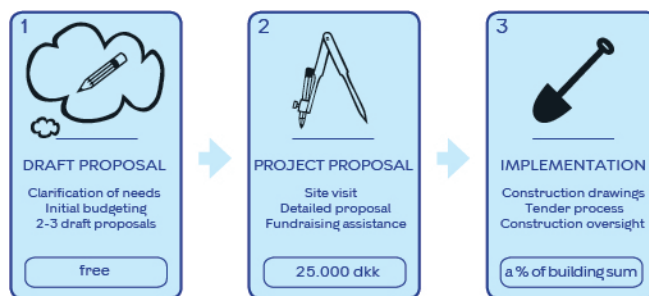 1
DRAFT PROPOSAL
Clarification of needs
Initial budgeting
2-3 draft proposals
free
2
PROJECT PROPOSAL
Site visit
Detailed proposal
Fundraising assistance
25.000 dkk
3
IMPLEMENTATION
Construction drawings
Tender process
Construction oversight
a % of building sum